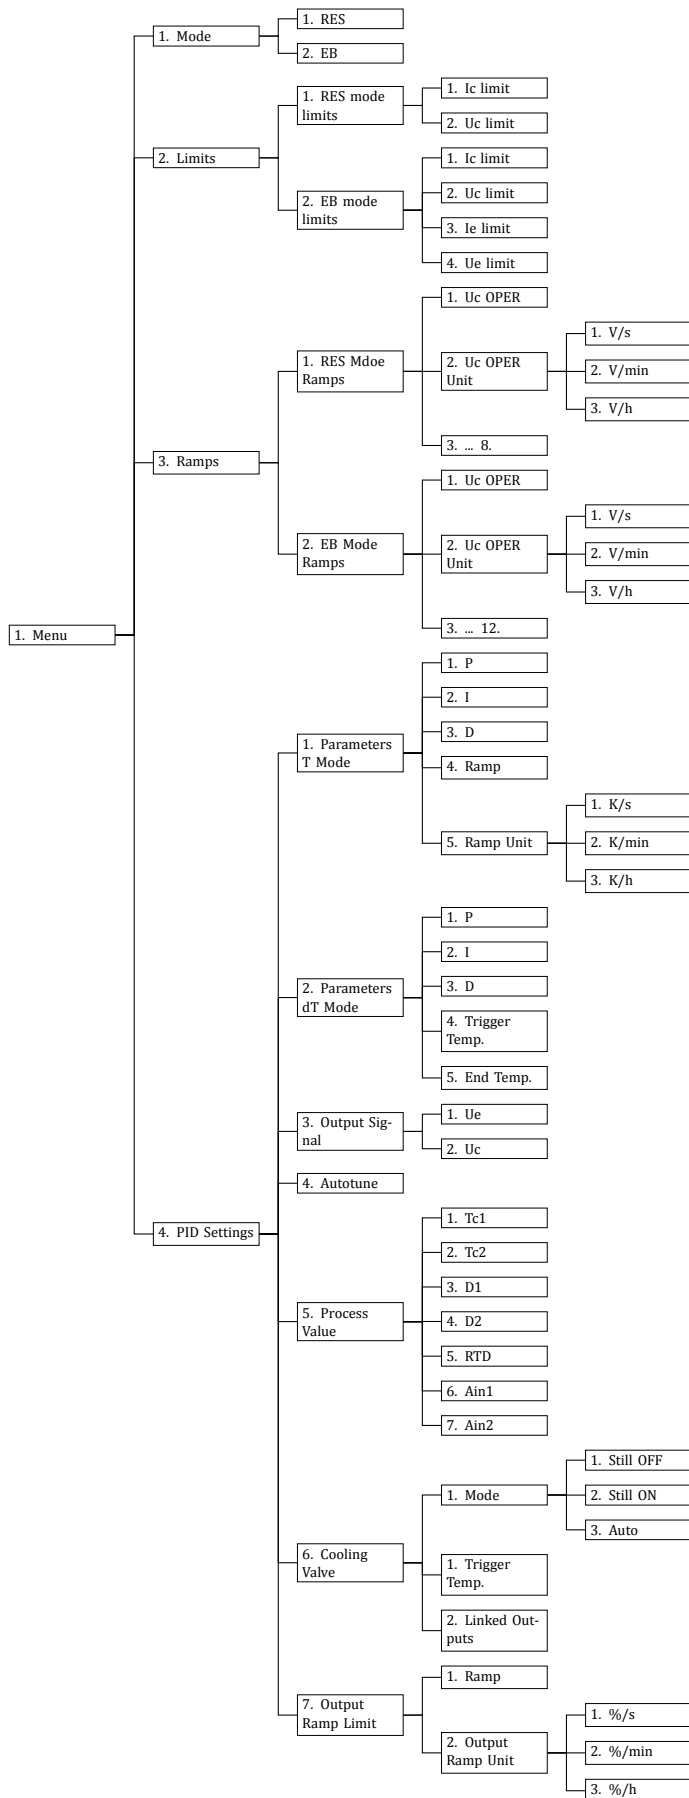 1. Menu
1. Mode
1. RES
2. EB
2. Limits
1. RES mode
limits
1. Ic limit
2. Uc limit
2. EB mode
limits
1. Ic limit
2. Uc limit
3. Ie limit
4. Ue limit
3. Ramps
1. RES Mdoe
Ramps
1. Uc OPER
2. Uc OPER
Unit
1. V/s
2. V/min
3. V/h
3. ... 8.
2. EB Mode
Ramps
1. Uc OPER
2. Uc OPER
Unit
1. V/s
2. V/min
3. V/h
3. ... 12.
4. PID Settings
1. Parameters
T Mode
1. P
2. I
3. D
4. Ramp
5. Ramp Unit
1. K/s
2. K/min
3. K/h
2. Parameters
dT Mode
1. P
2. I
3. D
4. Trigger
Temp.
5. End Temp.
3. Output Sig-
nal
1. Ue
2. Uc
4. Autotune
5. Process
Value
1. Tc1
2. Tc2
3. D1
4. D2
5. RTD
6. Ain1
7. Ain2
6. Cooling
Valve
1. Mode
1. Still OFF
2. Still ON
3. Auto
1. Trigger
Temp.
2. Linked Out-
puts
7. Output
Ramp Limit
1. Ramp
2. Output
Ramp Unit
1. %/s
2. %/min
3. %/h